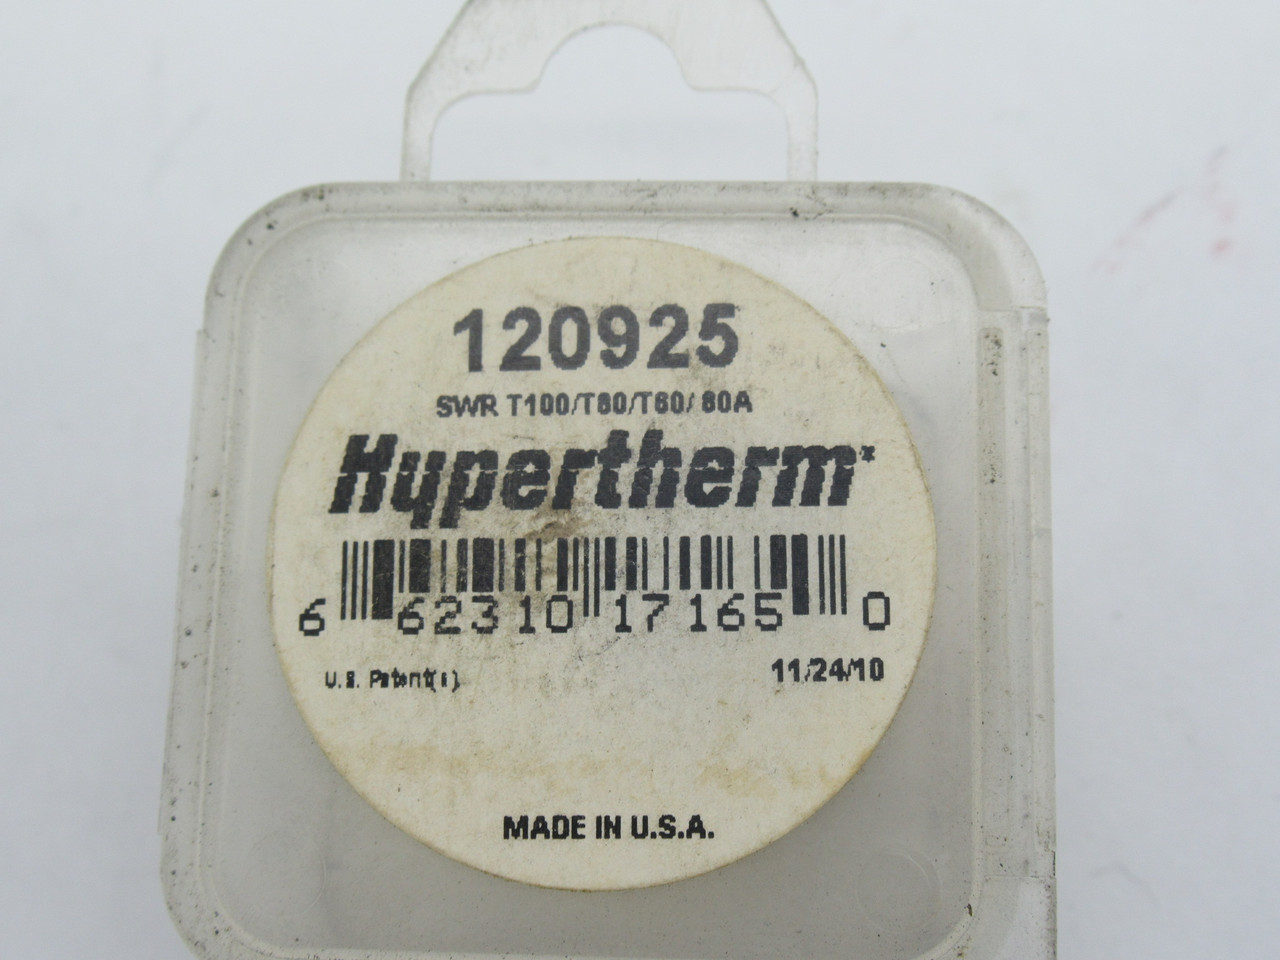 120925
SWR T100/T80/T60/ 80A
Hypertherm
6 62310 17165 0
U.S. Patent(s) 11/24/10
MADE IN U.S.A.